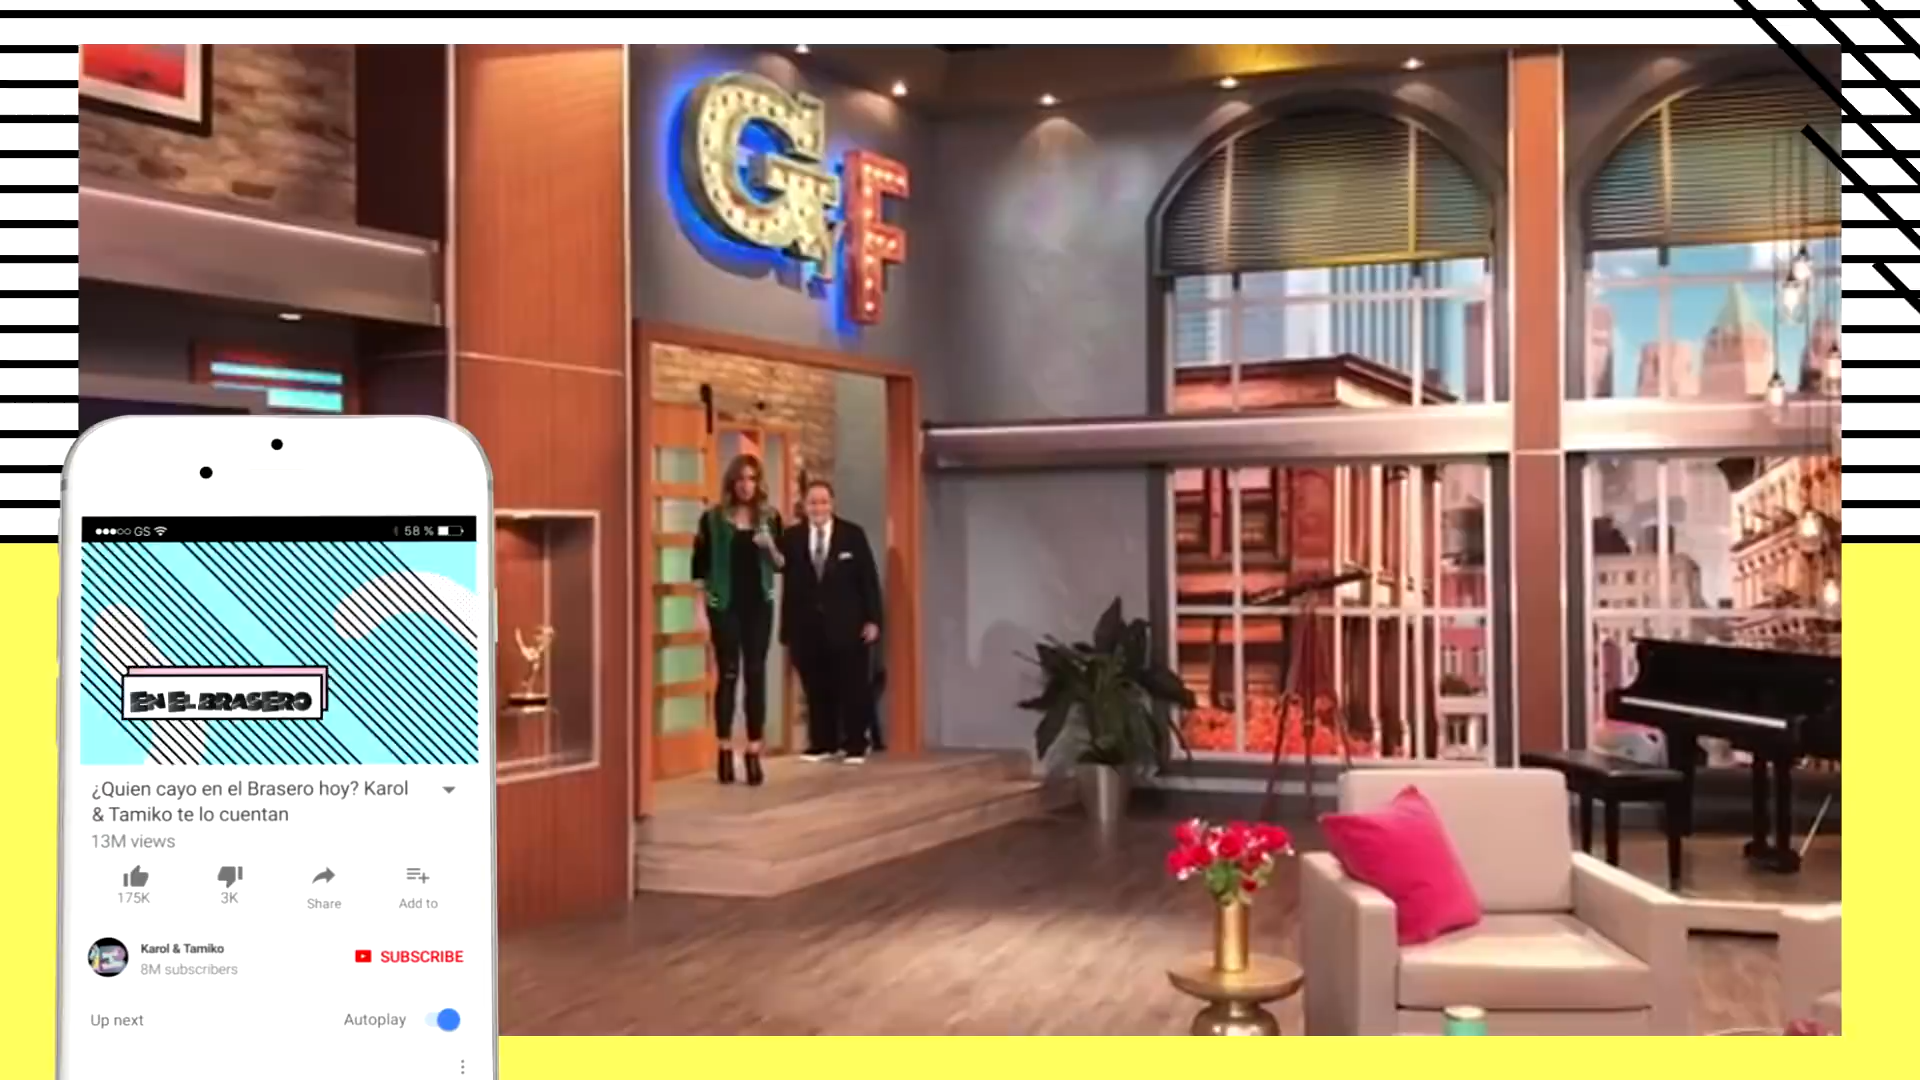 GyF
GS
58 %
EN EL BRASERO
¿Quien cayo en el Brasero hoy? Karol
& Tamiko te lo cuentan
13M views
175K
3K
Share
Add to
Karol & Tamiko
8M subscribers
SUBSCRIBE
Up next
Autoplay